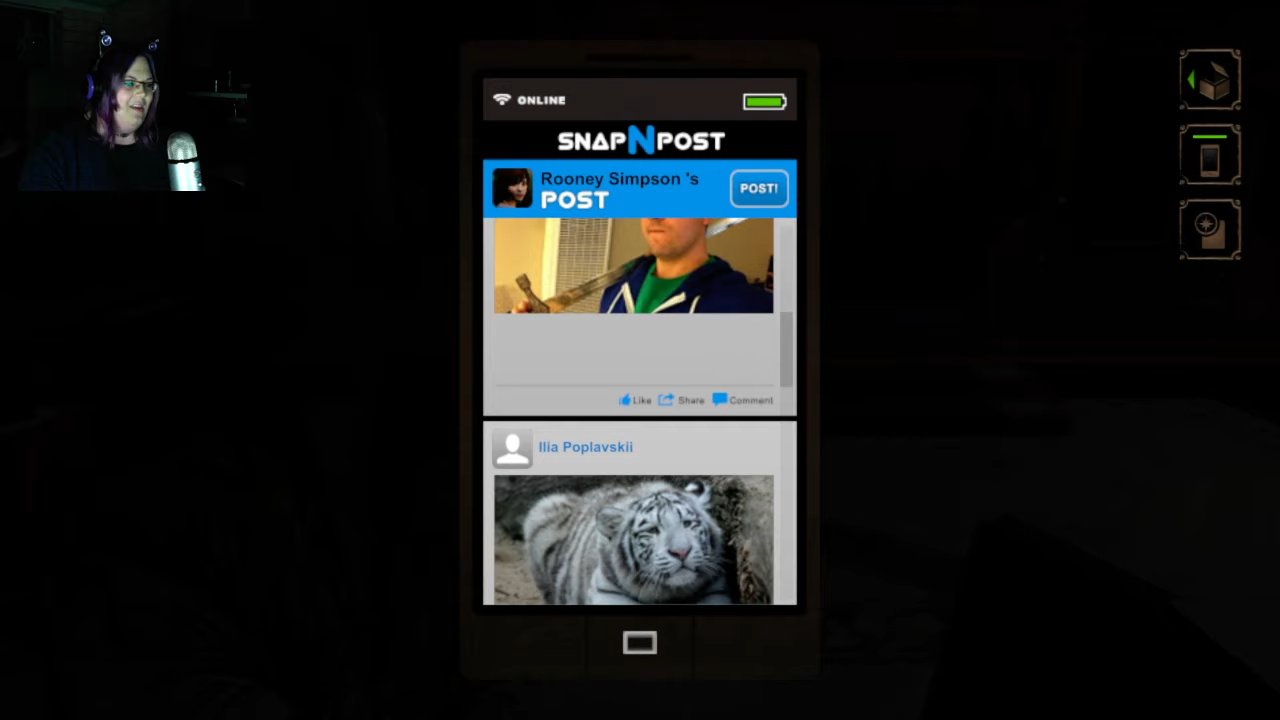 ONLINE
SNAPNPOST
Rooney Simpson 's
POST
POST!
Like Share Comment
Ilia Poplavskii